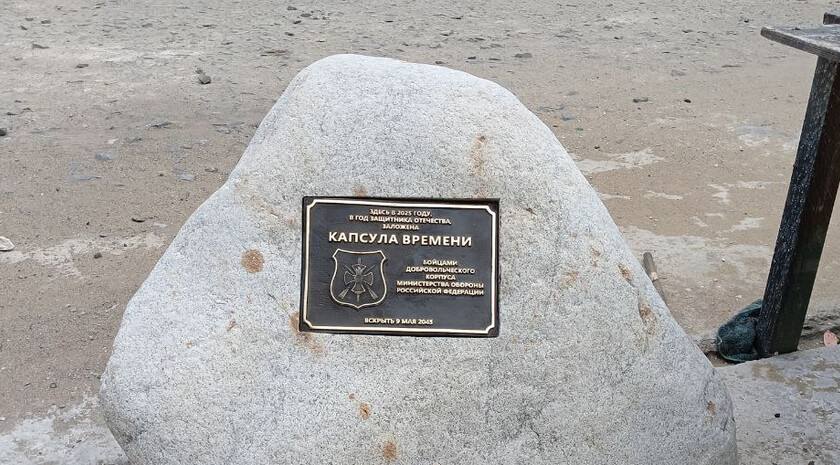 ЗДЕСЬ В 2025 ГОДУ,
В ГОД ЗАЩИТНИКА ОТЕЧЕСТВА,
ЗАЛОЖЕНА
КАПСУЛА ВРЕМЕНИ
БОЙЦАМИ
ДОБРОВОЛЬЧЕСКОГО
КОРПУСА
МИНИСТЕРСТВА ОБОРОНЫ
РОССИЙСКОЙ ФЕДЕРАЦИИ
ВСКРЫТЬ 9 МАЯ 2045